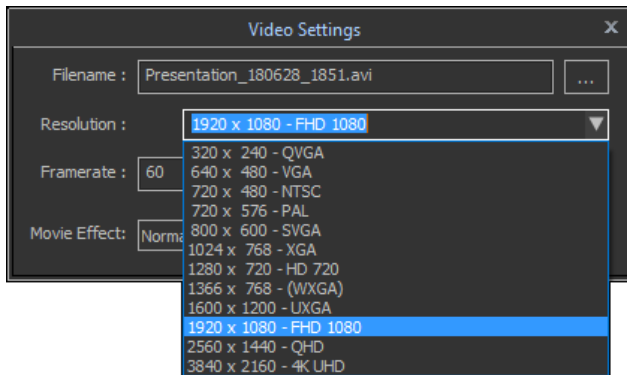 Video Settings x
Filename : Presentation_180628_1851.avi ...
Resolution : 1920 x 1080 - FHD 1080
320 x 240 - QVGA
Framerate : 60 640 x 480 - VGA
720 x 480 - NTSC
720 x 576 - PAL
Movie Effect: Norma 800 x 600 - SVGA
1024 x 768 - XGA
1280 x 720 - HD 720
1366 x 768 - (WXGA)
1600 x 1200 - UXGA
1920 x 1080 - FHD 1080
2560 x 1440 - QHD
3840 x 2160 - 4K UHD